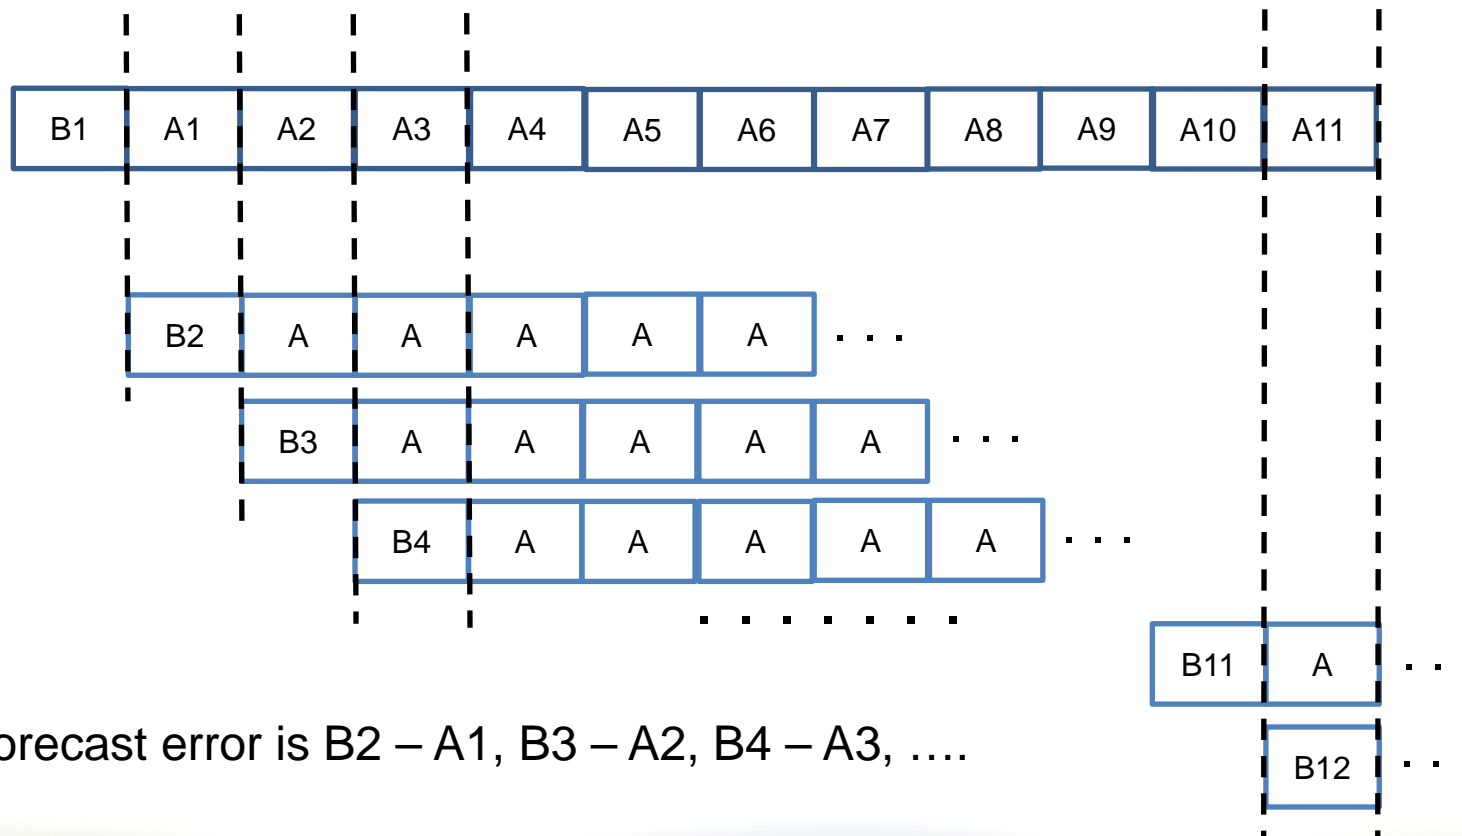 B1 A1 A2 A3 A4 A5 A6 A7 A8 A9 A10 A11
B2 A A A A A . . .
B3 A A A A A . . .
B4 A A A A A . . .
. . . . . . .
B11 A . .
orecast error is B2 – A1, B3 – A2, B4 – A3, ….
B12 . .